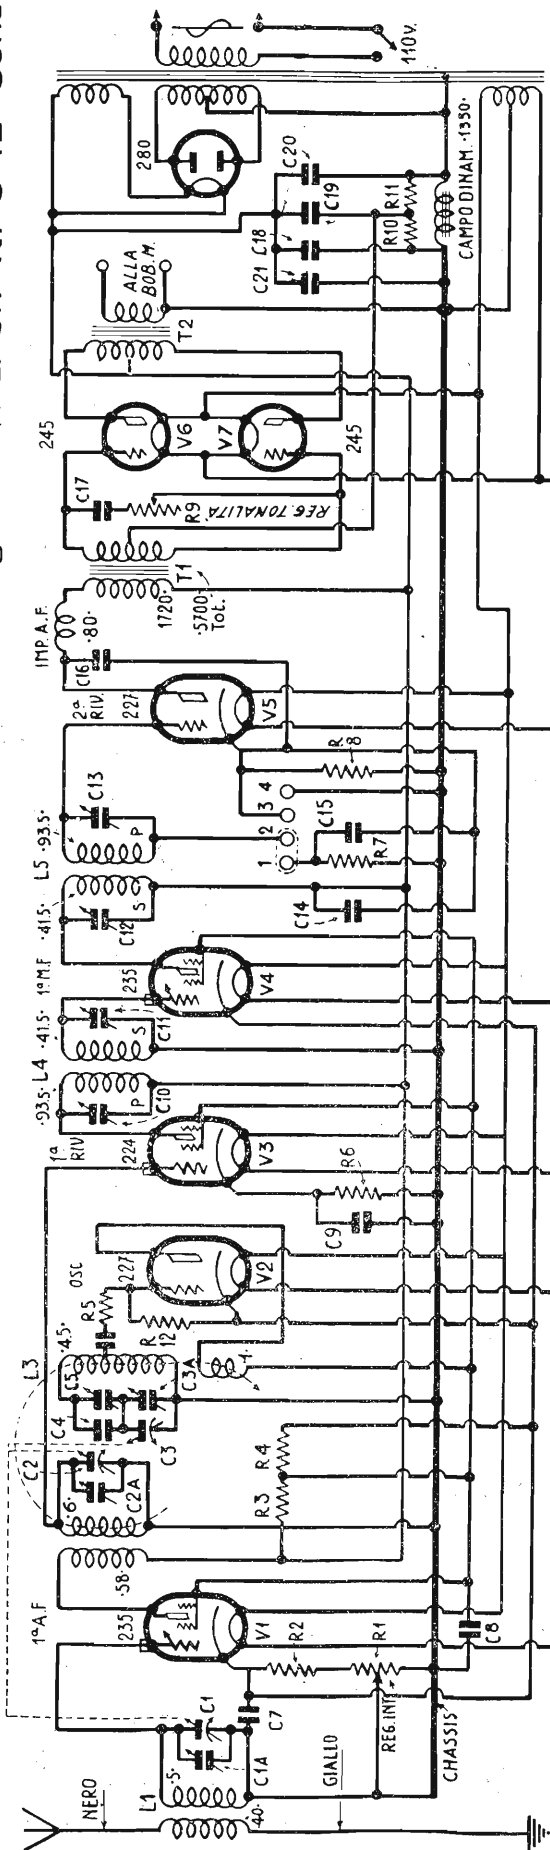 NERO
L1
·5·
·40·
C1
C1A
C7
GIALLO
REG.INT.
CHASSIS
1ª A.F
235
V1
R2
R1
C8
·58·
·6·
C2
C2A
L3
C4
C5
C3
C3A
·4.5·
R3
R4
R5
R
12
OSC
227
V2
1ª
RIV
224
V3
C9
R6
·93.5· L4 ·41.5·
P
C10
S
C11
1ª M.F
235
V4
·41.5· L5 ·93.5·
C12
S
P
C13
C14
C15
R7
1 2 3 4
R
8
2ª
RIV.
227
V5
IMP. A.F.
·80·
C16
1720·
·5700·
Tot.
T1
C17
R9
REG. TONALITÁ
245
V6
V7
245
T2
ALLA
BOB. M.
280
C21
C18
C19
C20
R10
R11
CAMPO DINAM. ·1350·
110V.